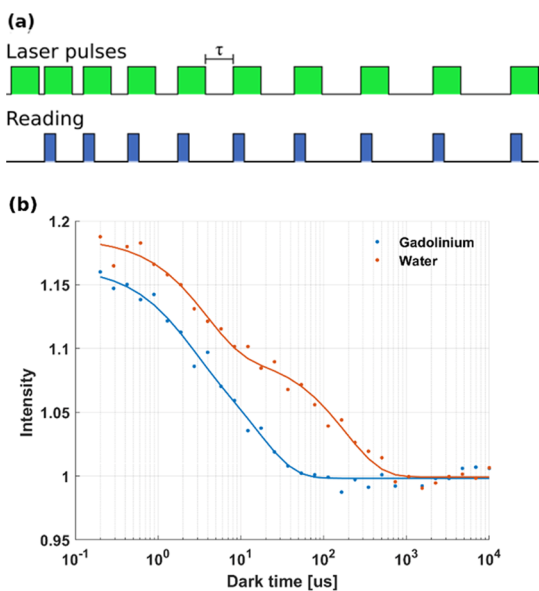 (a)
Laser pulses
τ
Reading
(b)
1.2
1.15
1.1
1.05
1
0.95
Intensity
Gadolinium
Water
10⁻¹ 10⁰ 10¹ 10² 10³ 10⁴
Dark time [us]